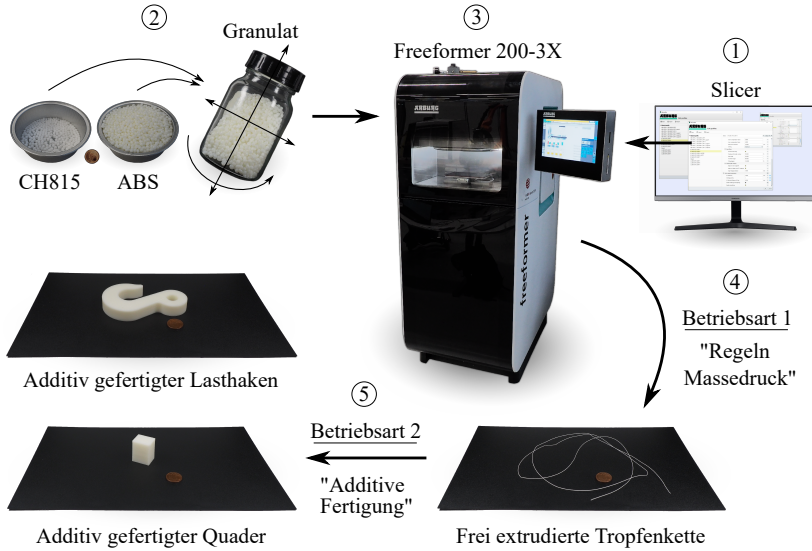 ②
Granulat
CH815
ABS
③
Freeformer 200-3X
ARBURG
freeformer
①
Slicer
④
Betriebsart 1
"Regeln
Massedruck"
Additiv gefertigter Lasthaken
⑤
Betriebsart 2
"Additive
Fertigung"
Additiv gefertigter Quader
Frei extrudierte Tropfenkette